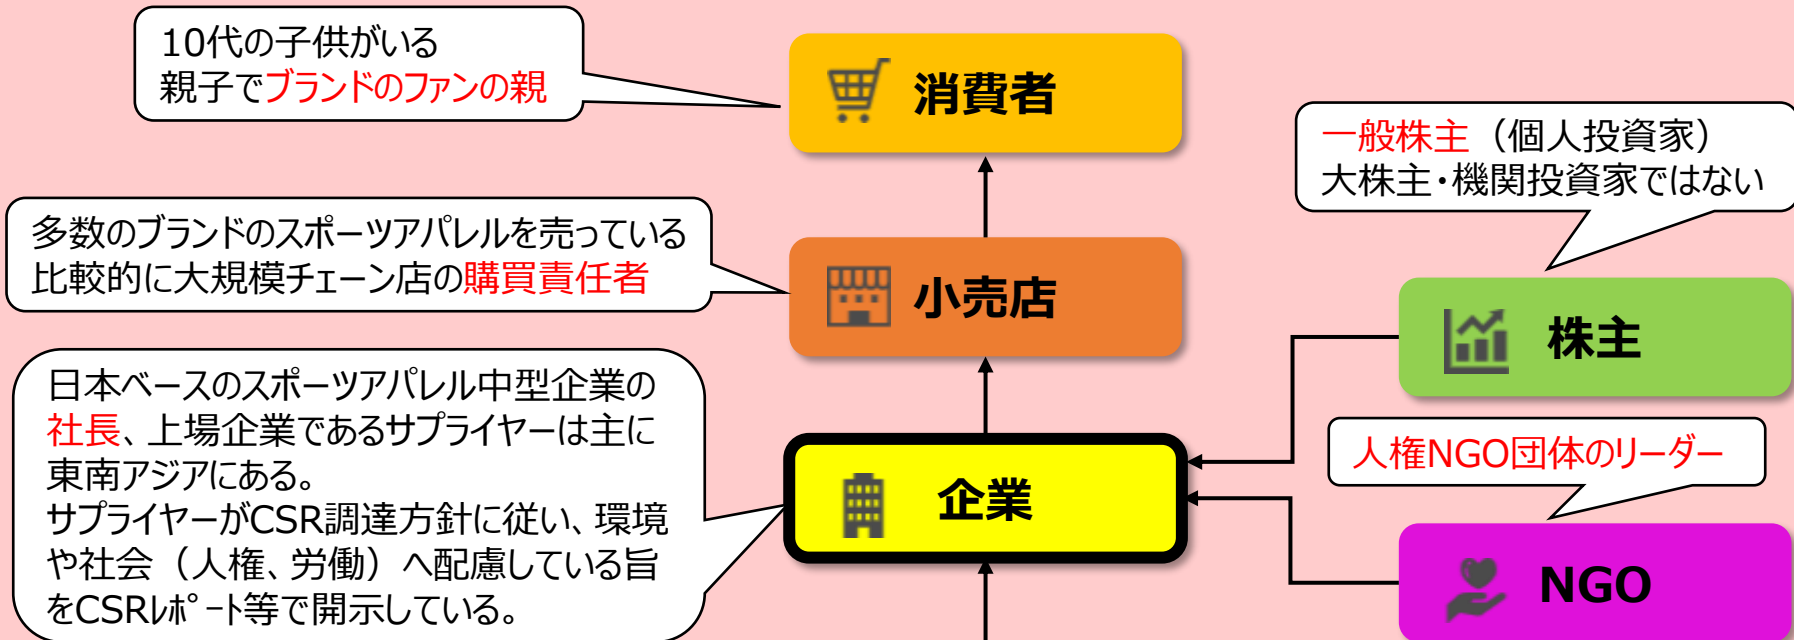 10代の子供がいる
親子でブランドのファンの親
消費者
一般株主（個人投資家）
大株主・機関投資家ではない
多数のブランドのスポーツアパレルを売っている
比較的に大規模チェーン店の購買責任者
小売店
株主
日本ベースのスポーツアパレル中型企業の
社長、上場企業であるサプライヤーは主に
東南アジアにある。
サプライヤーがCSR調達方針に従い、環境
や社会（人権、労働）へ配慮している旨
をCSRﾚﾎﾟｰﾄ等で開示している。
企業
人権NGO団体のリーダー
NGO